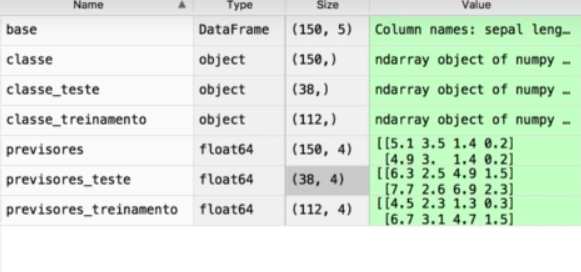 Name Type Size Value
base DataFrame (150, 5) Column names: sepal leng…
classe object (150,) ndarray object of numpy …
classe_teste object (38,) ndarray object of numpy …
classe_treinamento object (112,) ndarray object of numpy …
previsores float64 (150, 4) [[5.1 3.5 1.4 0.2]
[4.9 3. 1.4 0.2]
previsores_teste float64 (38, 4) [[6.3 2.5 4.9 1.5]
[7.7 2.6 6.9 2.3]
previsores_treinamento float64 (112, 4) [[4.5 2.3 1.3 0.3]
[6.7 3.1 4.7 1.5]